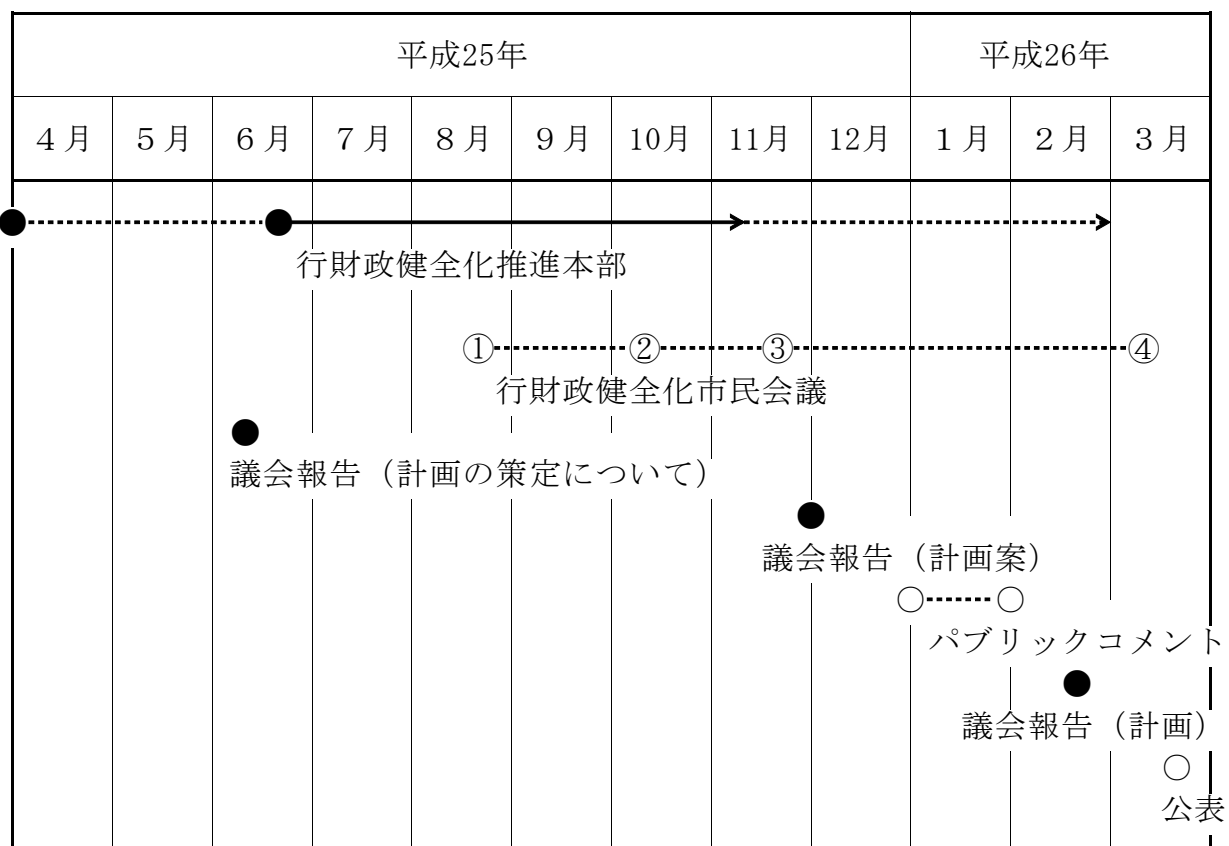 平成25年 平成26年
４月 ５月 ６月 ７月 ８月 ９月 10月 11月 12月 １月 ２月 ３月
行財政健全化推進本部
① ② ③ ④
行財政健全化市民会議
議会報告（計画の策定について）
議会報告（計画案）
パブリックコメント
議会報告（計画）
公表